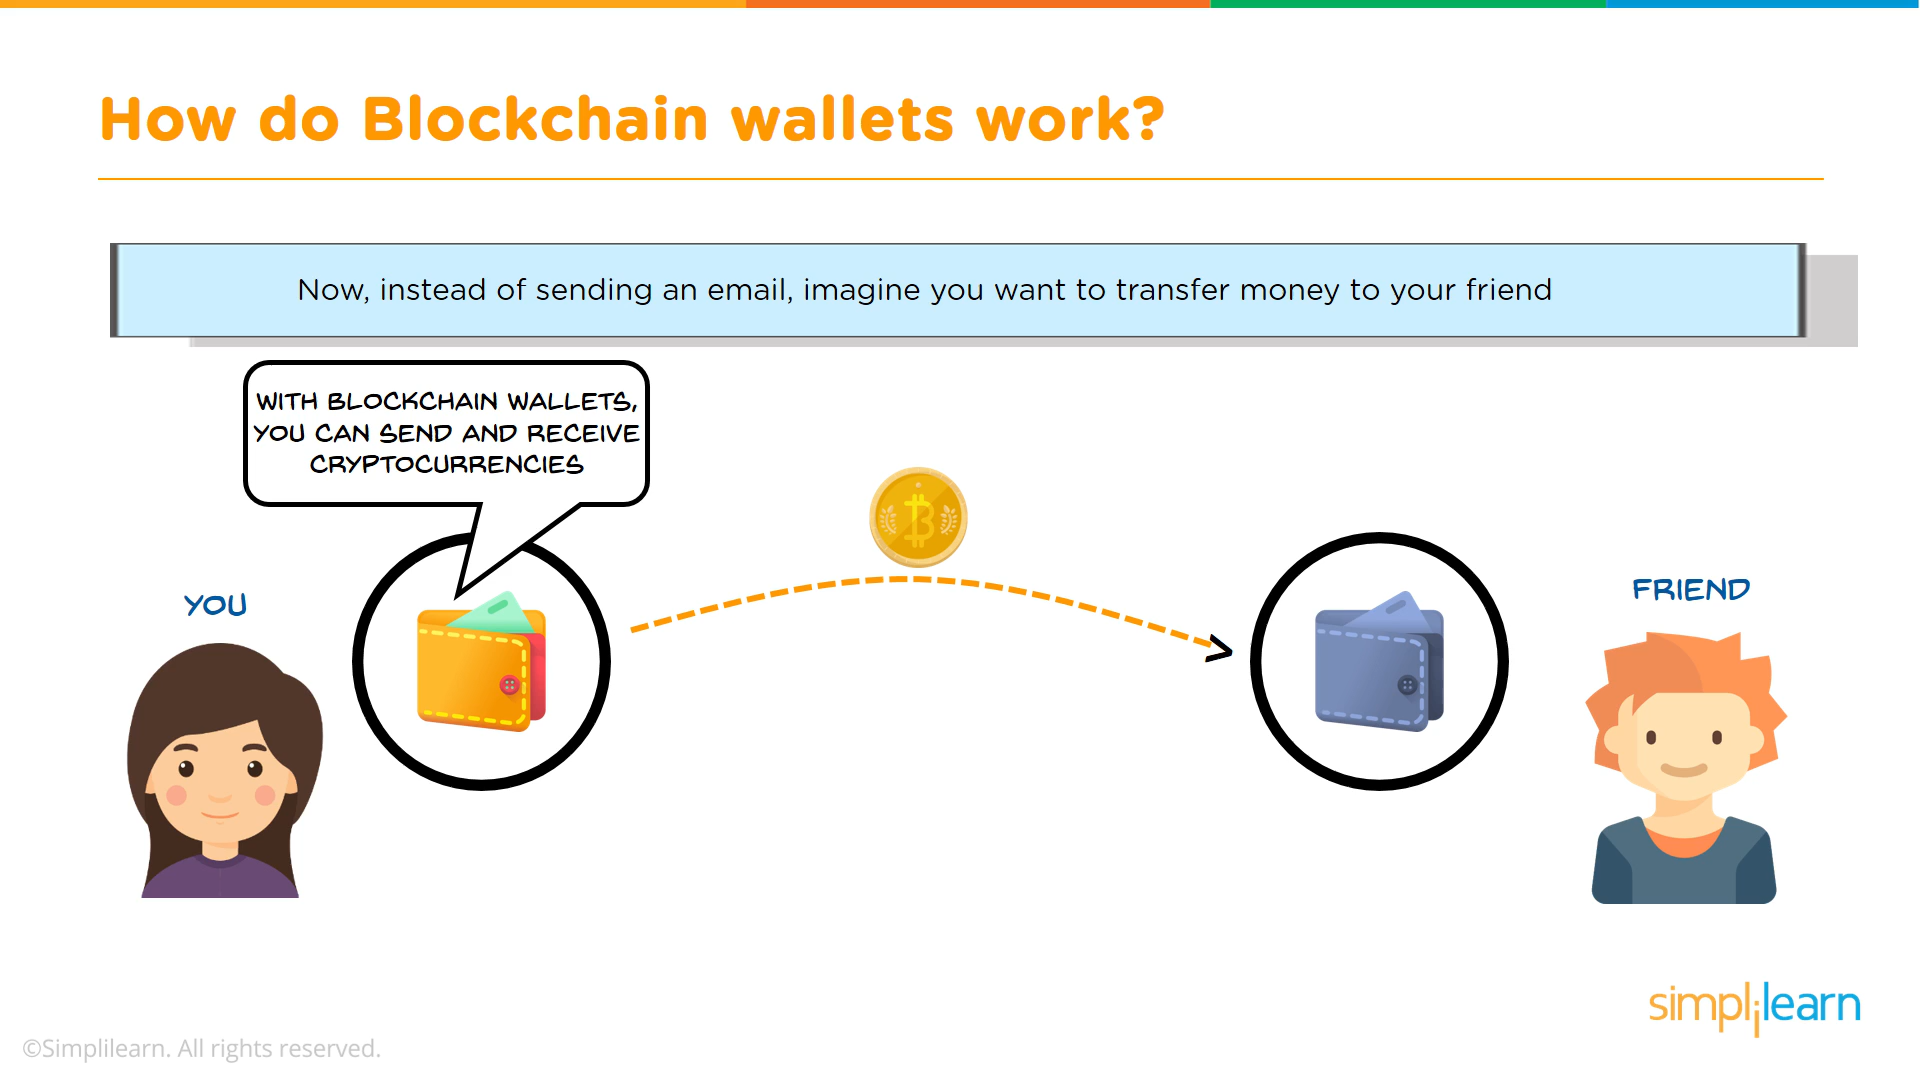 How do Blockchain wallets work?
Now, instead of sending an email, imagine you want to transfer money to your friend
WITH BLOCKCHAIN WALLETS,
YOU CAN SEND AND RECEIVE
CRYPTOCURRENCIES
YOU
FRIEND
simplilearn
©Simplilearn. All rights reserved.